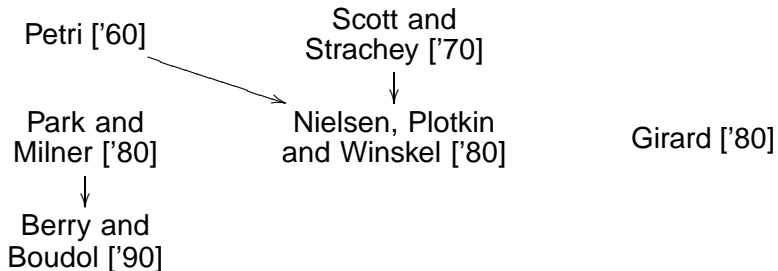 Petri ['60]
Scott and
Strachey ['70]
Park and
Milner ['80]
Nielsen, Plotkin
and Winskel ['80]
Girard ['80]
Berry and
Boudol ['90]